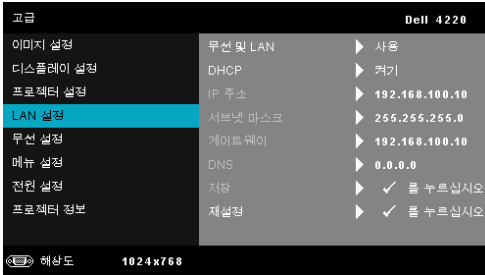 고급 Dell 4220
이미지 설정
디스플레이 설정
프로젝터 설정
LAN 설정
무선 설정
메뉴 설정
전원 설정
프로젝터 정보
무선 및 LAN 사용
DHCP 켜기
IP 주소 192.168.100.10
서브넷 마스크 255.255.255.0
게이트웨이 192.168.100.10
DNS 0.0.0.0
저장 ✓ 를 누르십시오
재설정 ✓ 를 누르십시오
해상도 1024x768